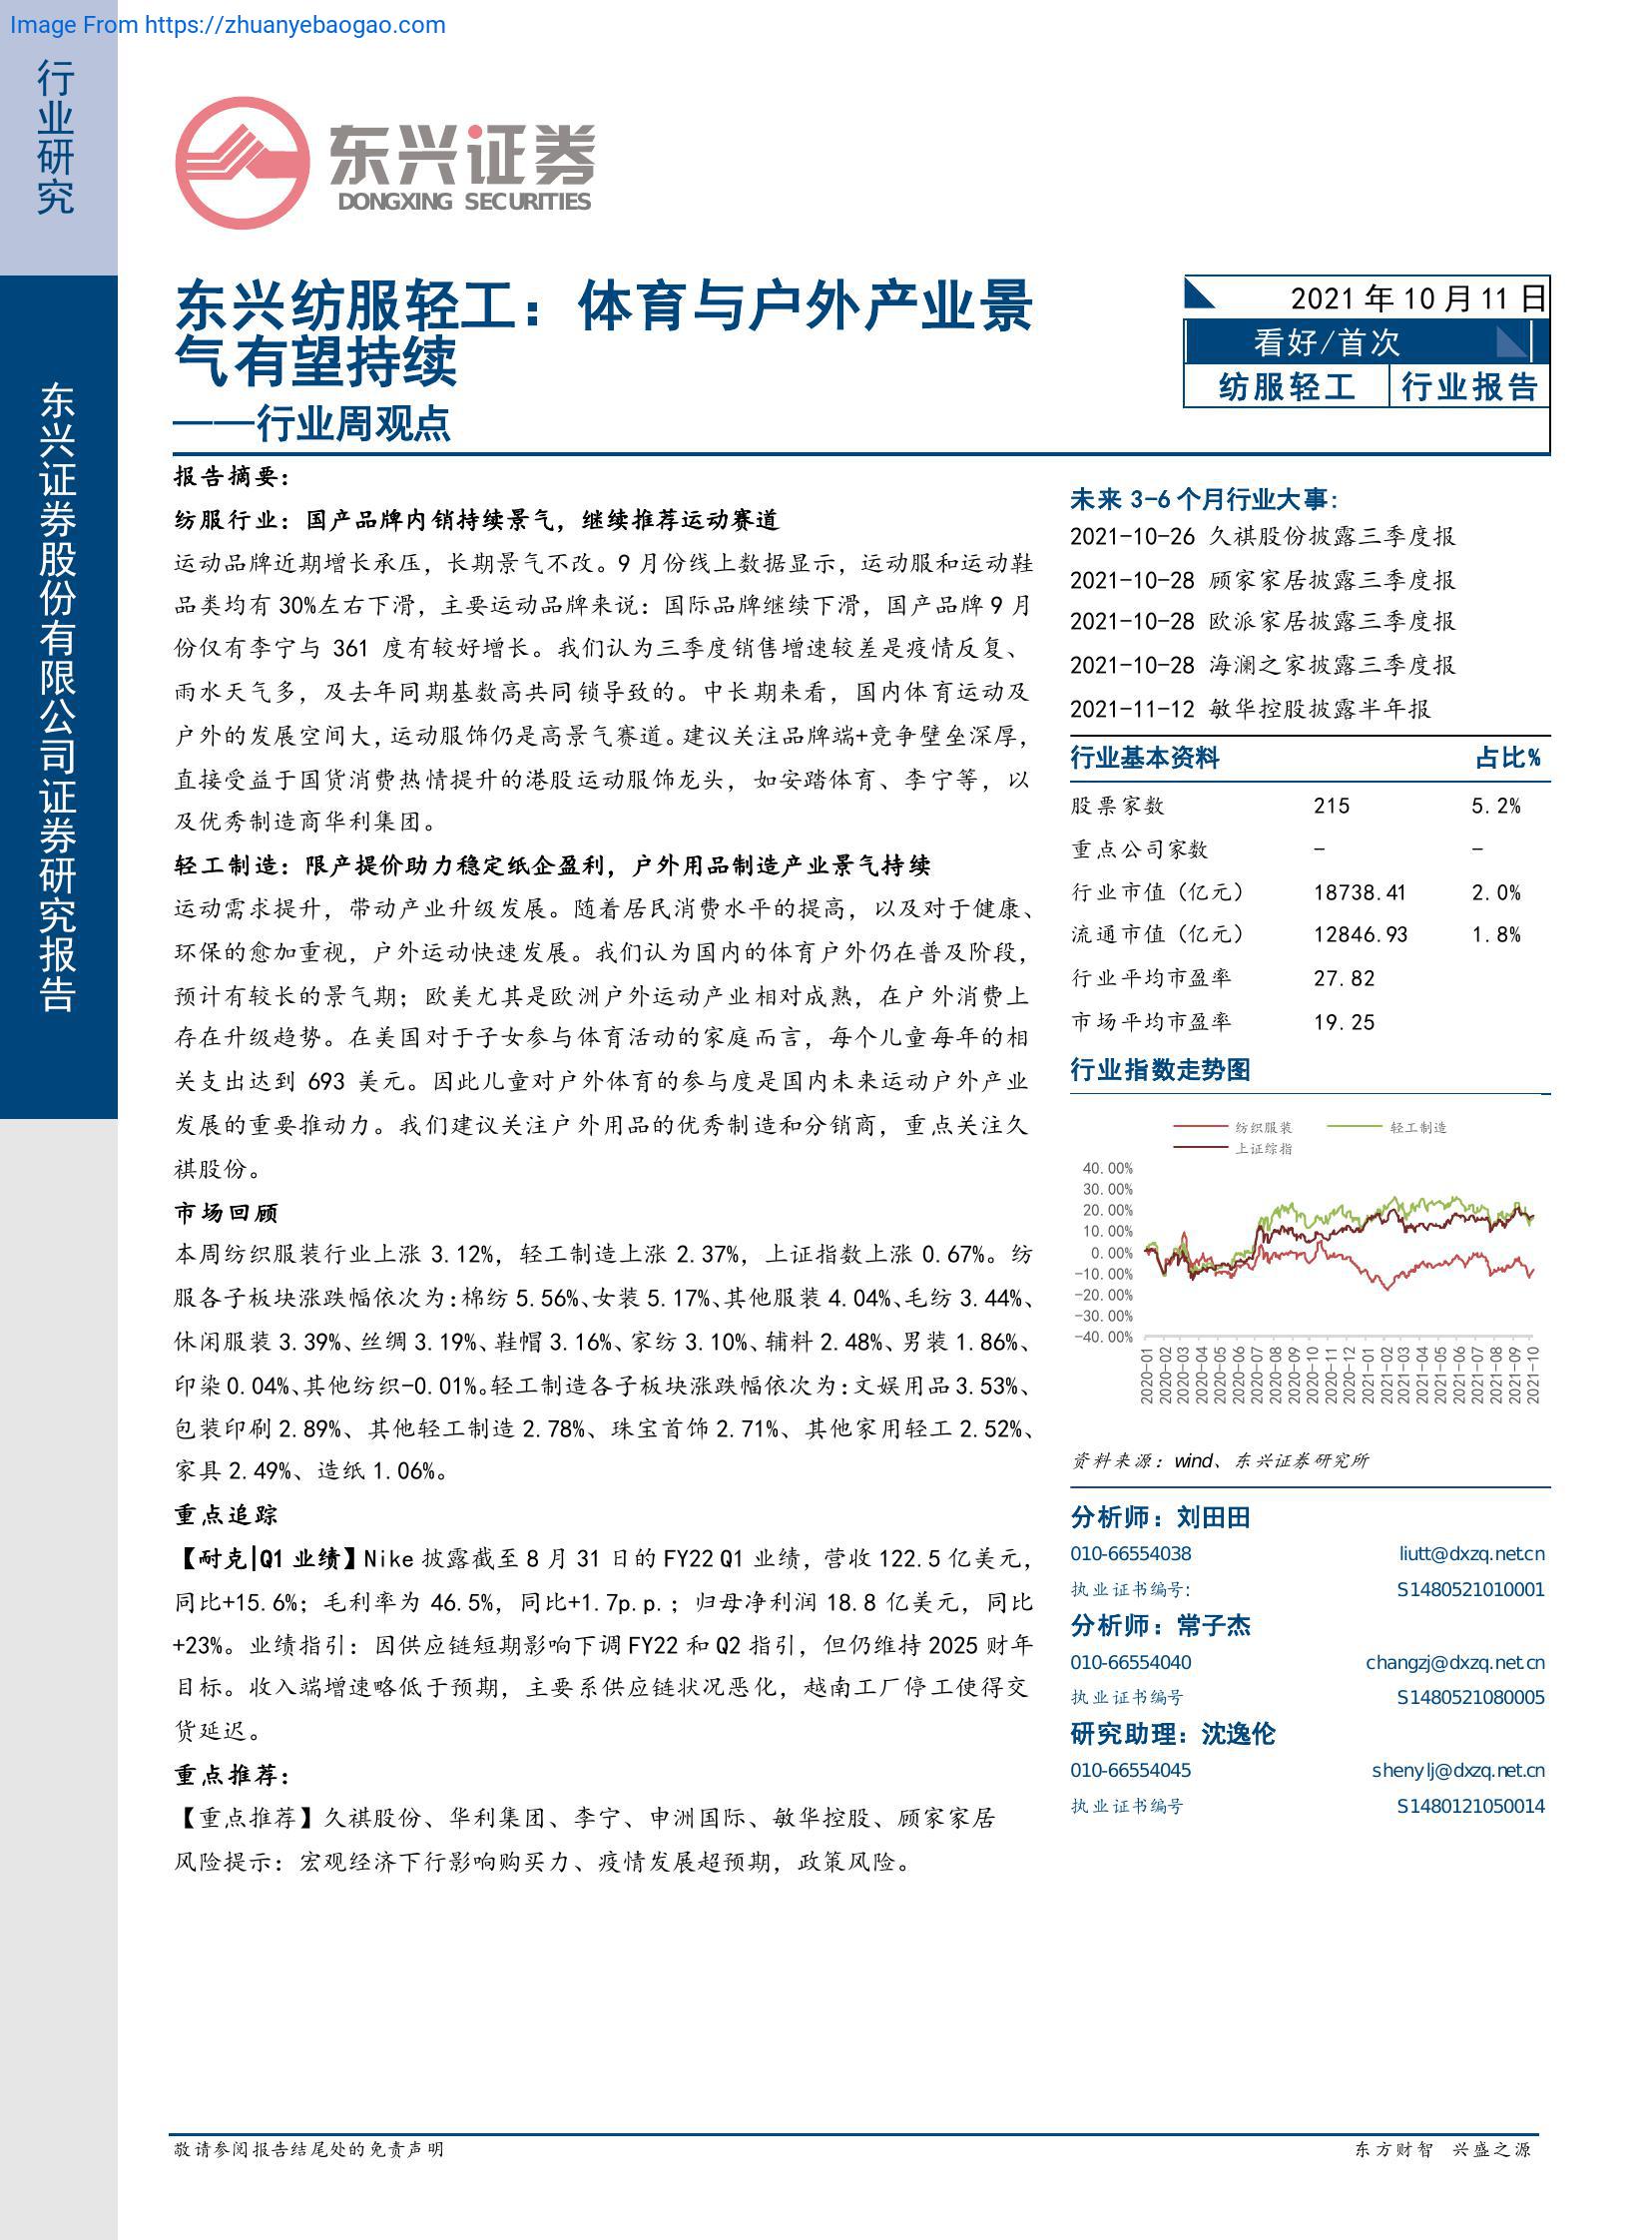 Image From https://zhuanyebaogao.com
行业研究
东兴证券股份有限公司证券研究报告
东兴证券
DONGXING SECURITIES
东兴纺服轻工：体育与户外产业景
气有望持续
——行业周观点
2021 年 10 月 11 日
看好/首次
纺服轻工 行业报告
报告摘要：
纺服行业：国产品牌内销持续景气，继续推荐运动赛道
运动品牌近期增长承压，长期景气不改。9 月份线上数据显示，运动服和运动鞋
品类均有 30%左右下滑，主要运动品牌来说：国际品牌继续下滑，国产品牌 9 月
份仅有李宁与 361 度有较好增长。我们认为三季度销售增速较差是疫情反复、
雨水天气多，及去年同期基数高共同锁导致的。中长期来看，国内体育运动及
户外的发展空间大，运动服饰仍是高景气赛道。建议关注品牌端+竞争壁垒深厚，
直接受益于国货消费热情提升的港股运动服饰龙头，如安踏体育、李宁等，以
及优秀制造商华利集团。
轻工制造：限产提价助力稳定纸企盈利，户外用品制造产业景气持续
运动需求提升，带动产业升级发展。随着居民消费水平的提高，以及对于健康、
环保的愈加重视，户外运动快速发展。我们认为国内的体育户外仍在普及阶段，
预计有较长的景气期；欧美尤其是欧洲户外运动产业相对成熟，在户外消费上
存在升级趋势。在美国对于子女参与体育活动的家庭而言，每个儿童每年的相
关支出达到 693 美元。因此儿童对户外体育的参与度是国内未来运动户外产业
发展的重要推动力。我们建议关注户外用品的优秀制造和分销商，重点关注久
祺股份。
市场回顾
本周纺织服装行业上涨 3.12%，轻工制造上涨 2.37%，上证指数上涨 0.67%。纺
服各子板块涨跌幅依次为：棉纺 5.56%、女装 5.17%、其他服装 4.04%、毛纺 3.44%、
休闲服装 3.39%、丝绸 3.19%、鞋帽 3.16%、家纺 3.10%、辅料 2.48%、男装 1.86%、
印染 0.04%、其他纺织-0.01%。轻工制造各子板块涨跌幅依次为：文娱用品 3.53%、
包装印刷 2.89%、其他轻工制造 2.78%、珠宝首饰 2.71%、其他家用轻工 2.52%、
家具 2.49%、造纸 1.06%。
重点追踪
【耐克|Q1 业绩】Nike 披露截至 8 月 31 日的 FY22 Q1 业绩，营收 122.5 亿美元，
同比+15.6%；毛利率为 46.5%，同比+1.7p.p.；归母净利润 18.8 亿美元，同比
+23%。业绩指引：因供应链短期影响下调 FY22 和 Q2 指引，但仍维持 2025 财年
目标。收入端增速略低于预期，主要系供应链状况恶化，越南工厂停工使得交
货延迟。
重点推荐：
【重点推荐】久祺股份、华利集团、李宁、申洲国际、敏华控股、顾家家居
风险提示：宏观经济下行影响购买力、疫情发展超预期，政策风险。
未来 3-6 个月行业大事：
2021-10-26 久祺股份披露三季度报
2021-10-28 顾家家居披露三季度报
2021-10-28 欧派家居披露三季度报
2021-10-28 海澜之家披露三季度报
2021-11-12 敏华控股披露半年报
行业基本资料 占比%
股票家数 215 5.2%
重点公司家数 - -
行业市值（亿元） 18738.41 2.0%
流通市值（亿元） 12846.93 1.8%
行业平均市盈率 27.82
市场平均市盈率 19.25
行业指数走势图
纺织服装 轻工制造
上证综指
40.00%
30.00%
20.00%
10.00%
0.00%
-10.00%
-20.00%
-30.00%
-40.00%
2020-01 2020-02 2020-03 2020-04 2020-05 2020-06 2020-07 2020-08 2020-09 2020-10 2020-11 2020-12 2021-01 2021-02 2021-03 2021-04 2021-05 2021-06 2021-07 2021-08 2021-09 2021-10
资料来源：wind、东兴证券研究所
分析师：刘田田
010-66554038 liutt@dxzq.net.cn
执业证书编号: S1480521010001
分析师：常子杰
010-66554040 changzj@dxzq.net.cn
执业证书编号 S1480521080005
研究助理：沈逸伦
010-66554045 shenylj@dxzq.net.cn
执业证书编号 S1480121050014
敬请参阅报告结尾处的免责声明
东方财智 兴盛之源